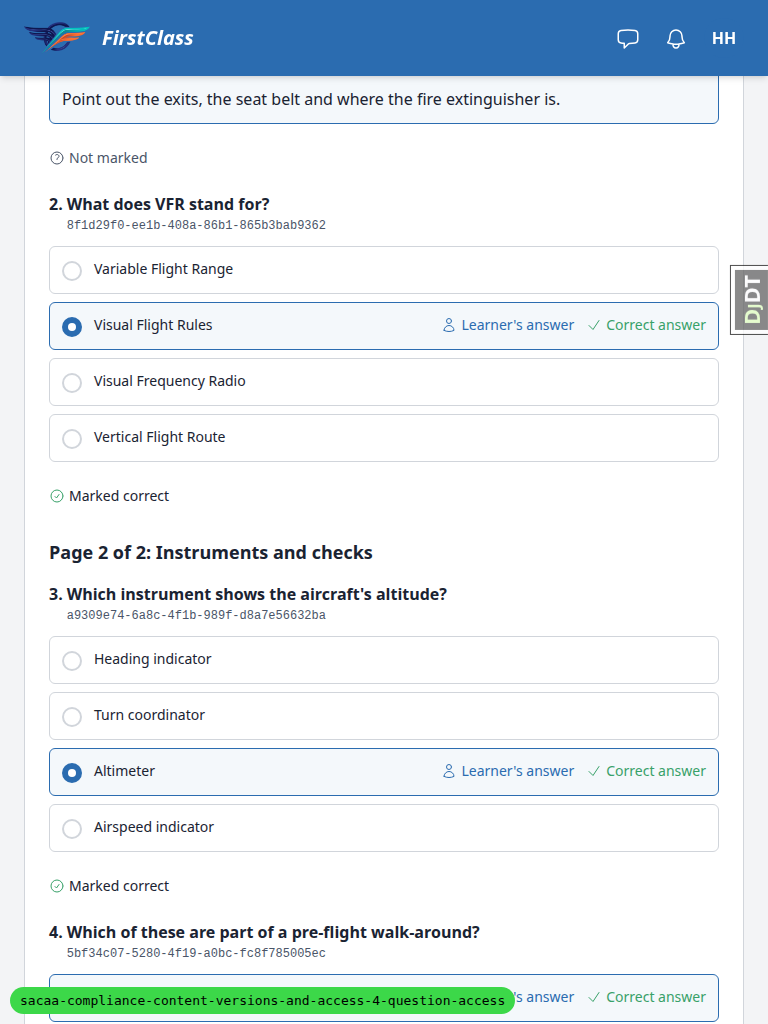 FirstClass
HH
Point out the exits, the seat belt and where the fire extinguisher is.
Not marked
2. What does VFR stand for?
8f1d29f0-ee1b-408a-86b1-865b3bab9362
Variable Flight Range
Visual Flight Rules Learner's answer Correct answer
Visual Frequency Radio
Vertical Flight Route
Marked correct
DJDT
Page 2 of 2: Instruments and checks
3. Which instrument shows the aircraft's altitude?
a9309e74-6a8c-4f1b-989f-d8a7e56632ba
Heading indicator
Turn coordinator
Altimeter Learner's answer Correct answer
Airspeed indicator
Marked correct
4. Which of these are part of a pre-flight walk-around?
5bf34c07-5280-4f19-a0bc-fc8f785005ec
's answer Correct answer
sacaa-compliance-content-versions-and-access-4-question-access